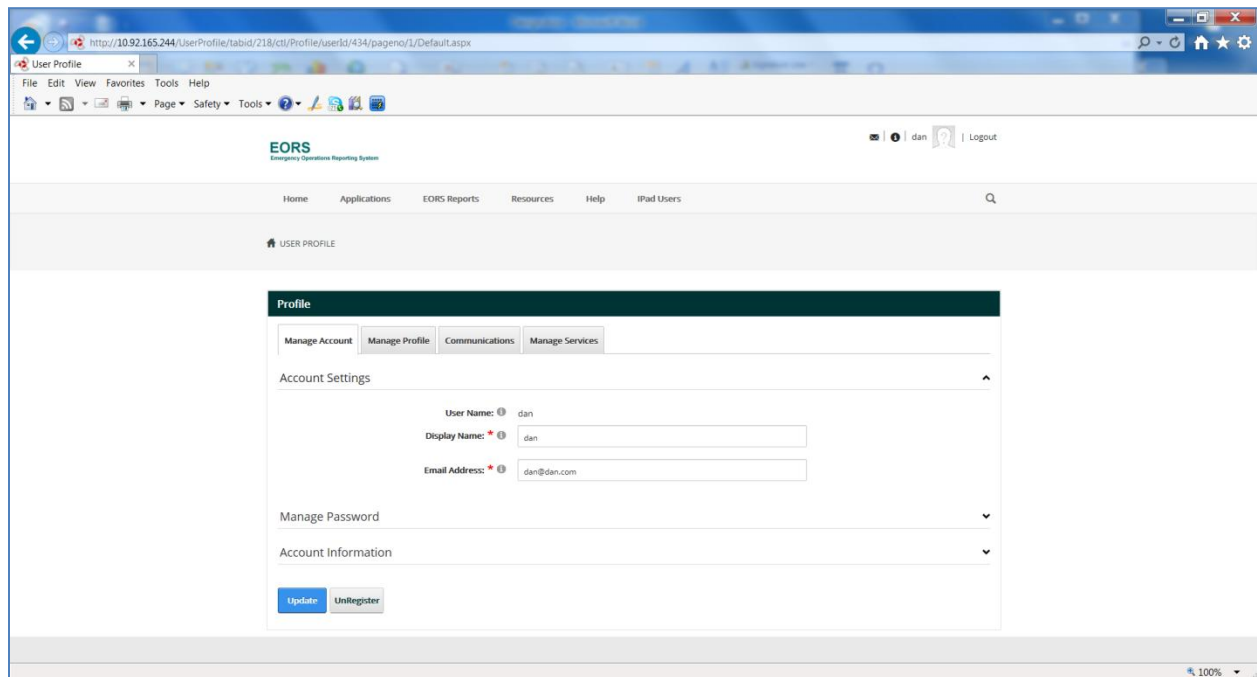 http://10.92.165.244/UserProfile/tabid/218/ctl/Profile/userId/434/pageno/1/Default.aspx
User Profile
File Edit View Favorites Tools Help
Page Safety Tools
EORS
Emergency Operations Reporting System
dan | Logout
Home Applications EORS Reports Resources Help IPad Users
USER PROFILE
Profile
Manage Account Manage Profile Communications Manage Services
Account Settings
User Name: dan
Display Name: * dan
Email Address: * dan@dan.com
Manage Password
Account Information
Update UnRegister
100%